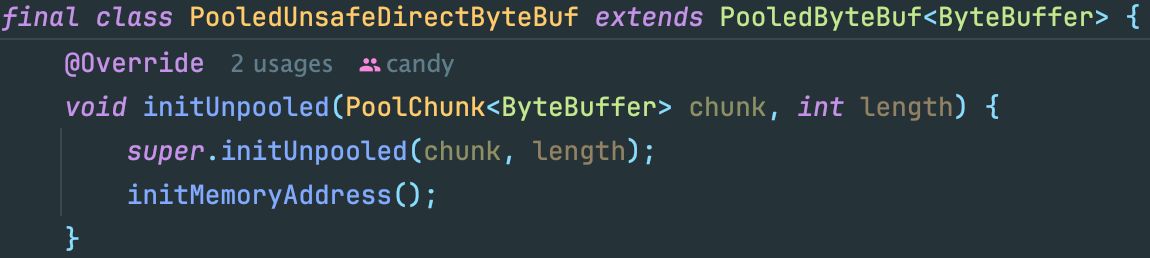 final class PooledUnsafeDirectByteBuf extends PooledByteBuf<ByteBuffer> {
@Override 2 usages candy
void initUnpooled(PoolChunk<ByteBuffer> chunk, int length) {
super.initUnpooled(chunk, length);
initMemoryAddress();
}